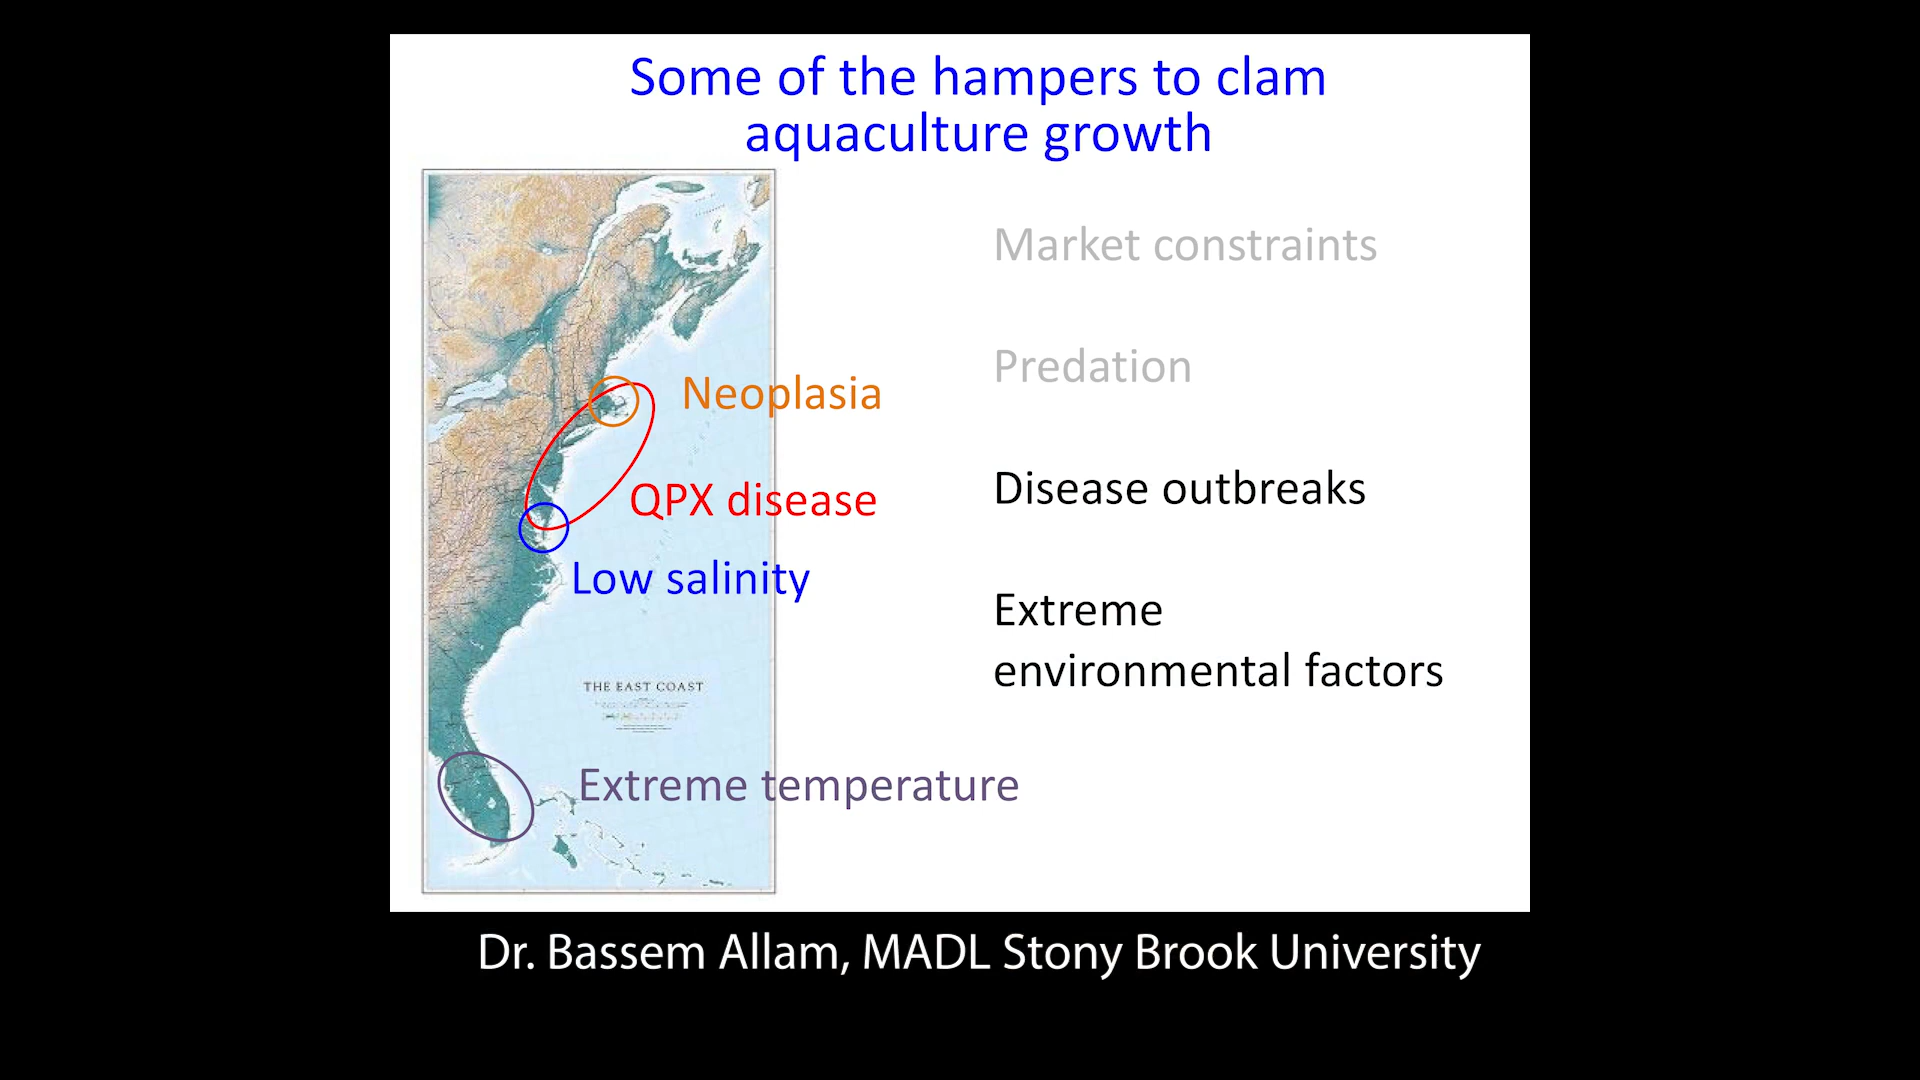 Some of the hampers to clam
aquaculture growth
Market constraints
Predation
Neoplasia
Disease outbreaks
QPX disease
Low salinity
Extreme
environmental factors
THE EAST COAST
Extreme temperature
Dr. Bassem Allam, MADL Stony Brook University